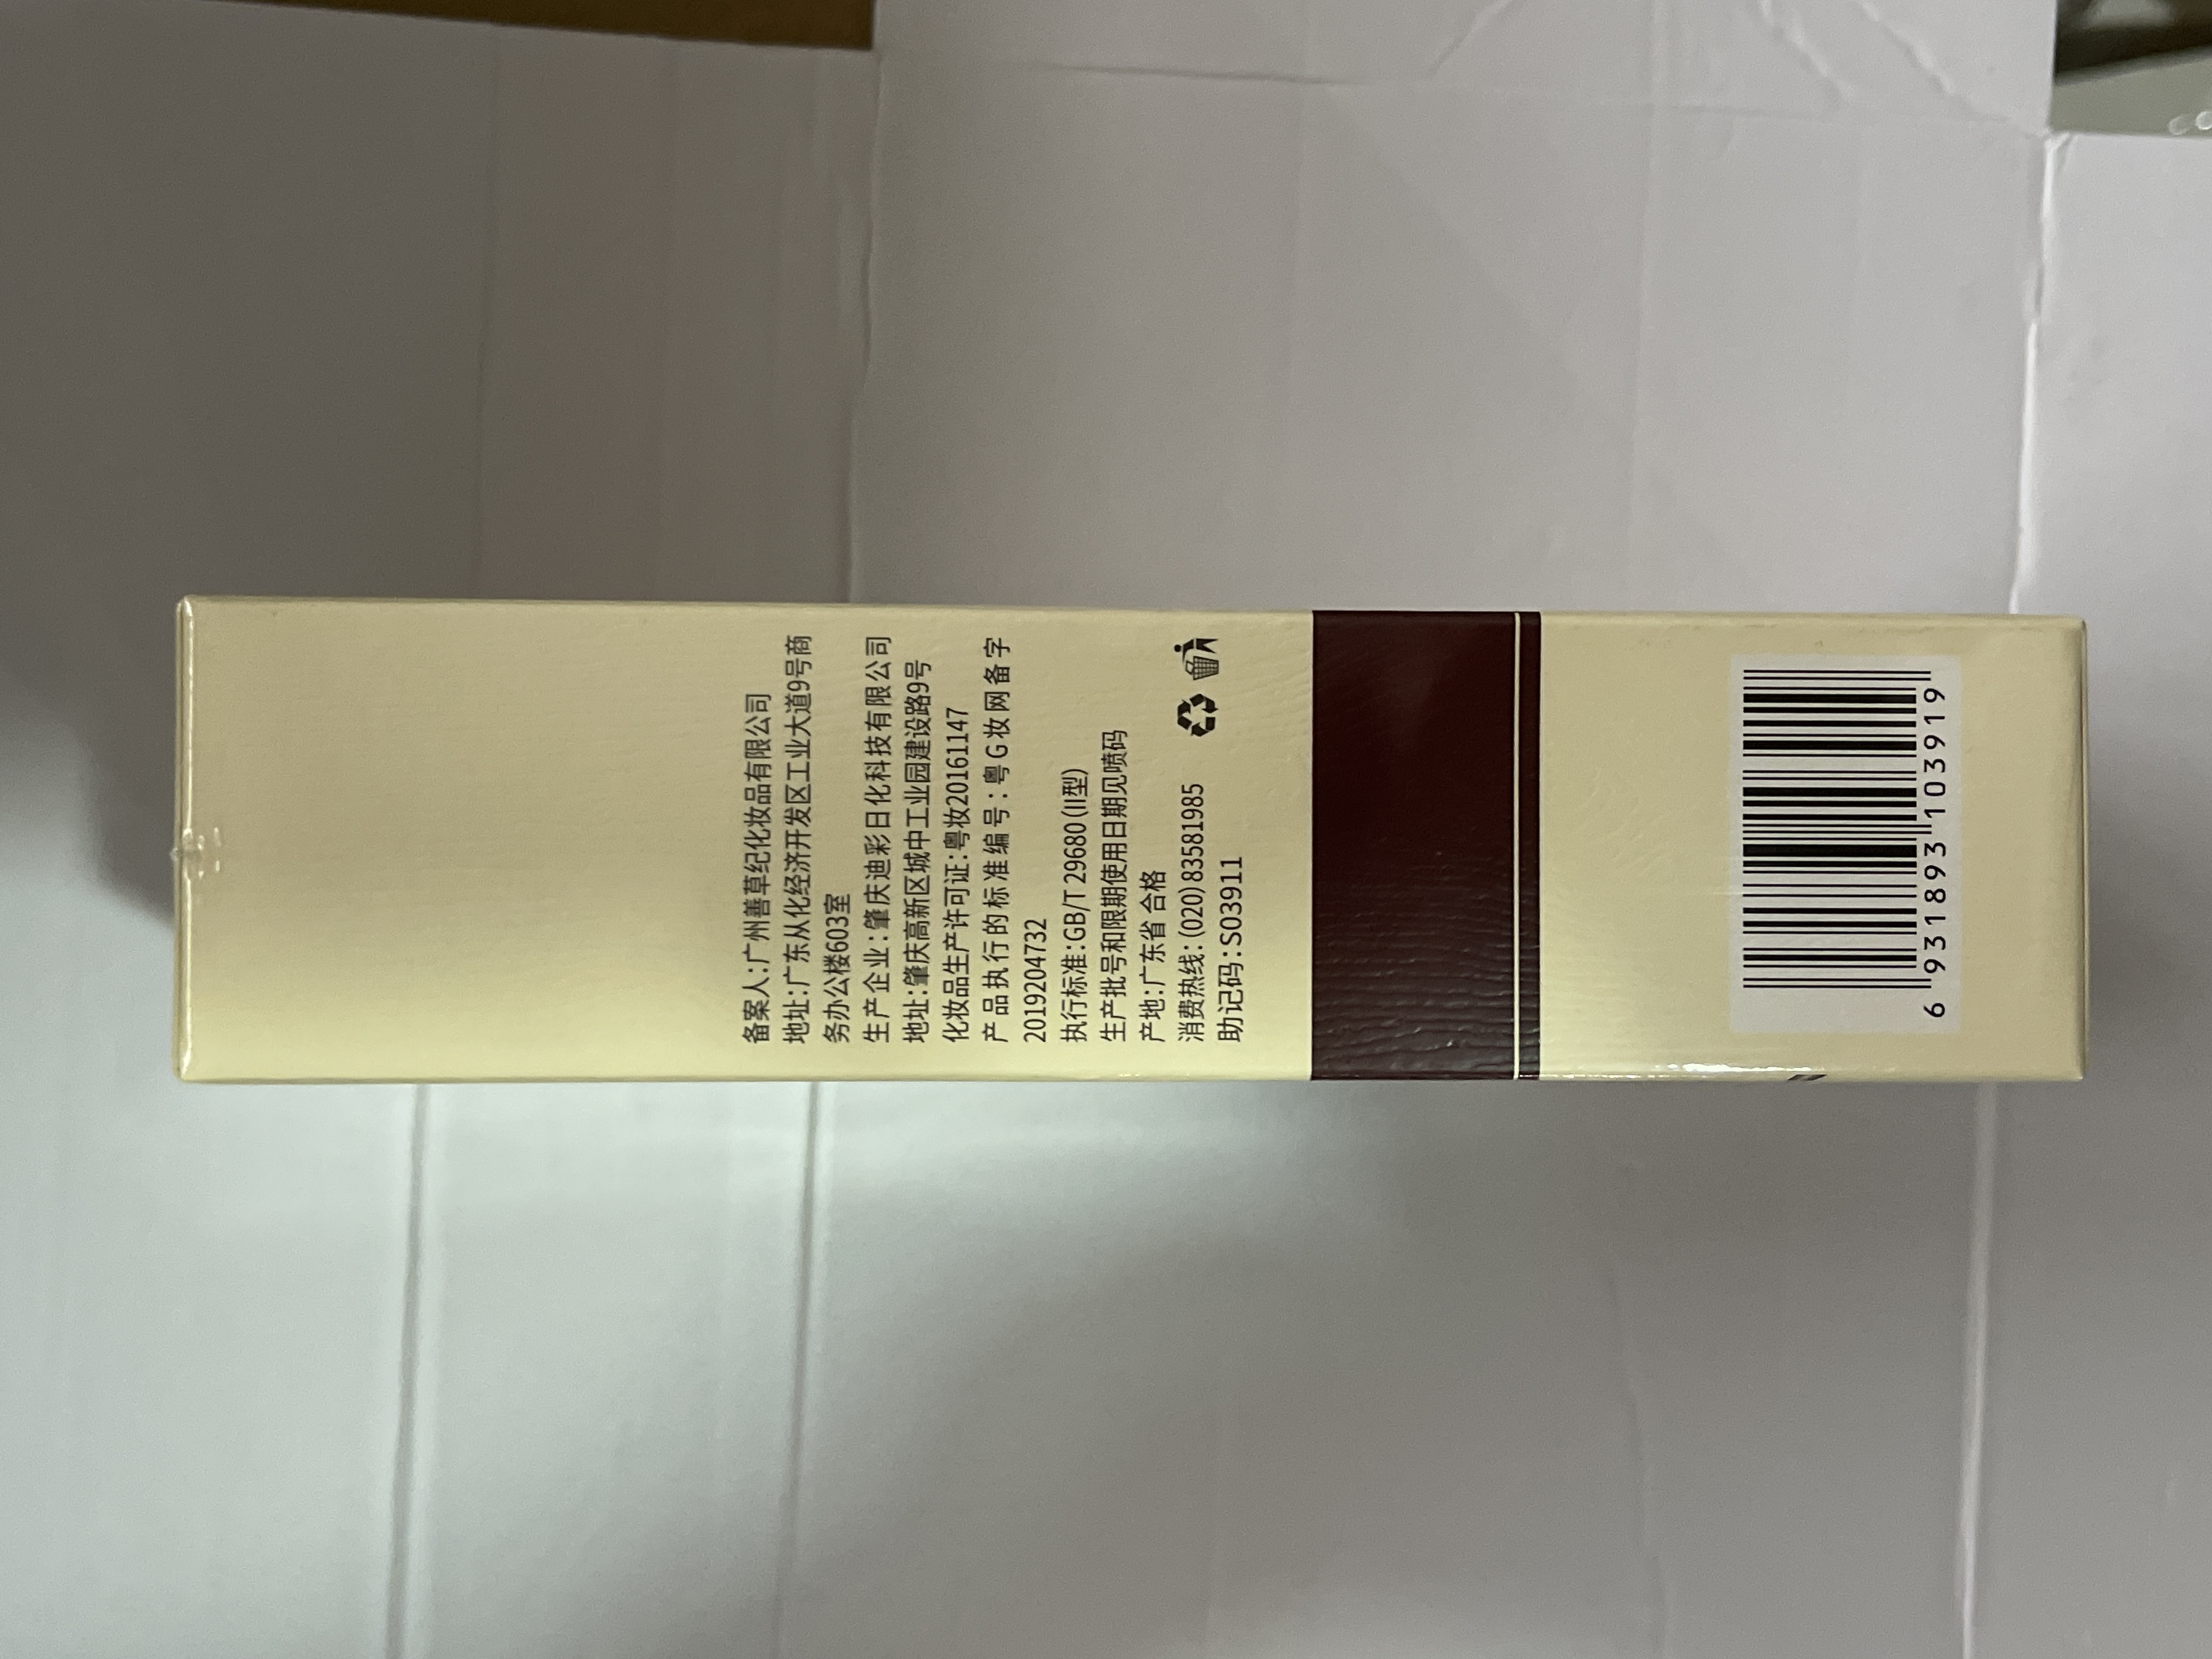 备案人:广州善草纪化妆品有限公司
地址:广东从化经济开发区工业大道9号商
务办公楼603室
生产企业:肇庆迪彩日化科技有限公司
地址:肇庆高新区城中工业园建设路9号
化妆品生产许可证:粤妆20161147
产品执行的标准编号:粤G妆网备字
2019204732
执行标准:GB/T 29680(II型)
生产批号和限期使用日期见喷码
产地:广东省 合格
消费热线:(020)83581985
助记码:S03911
6 931893 103919